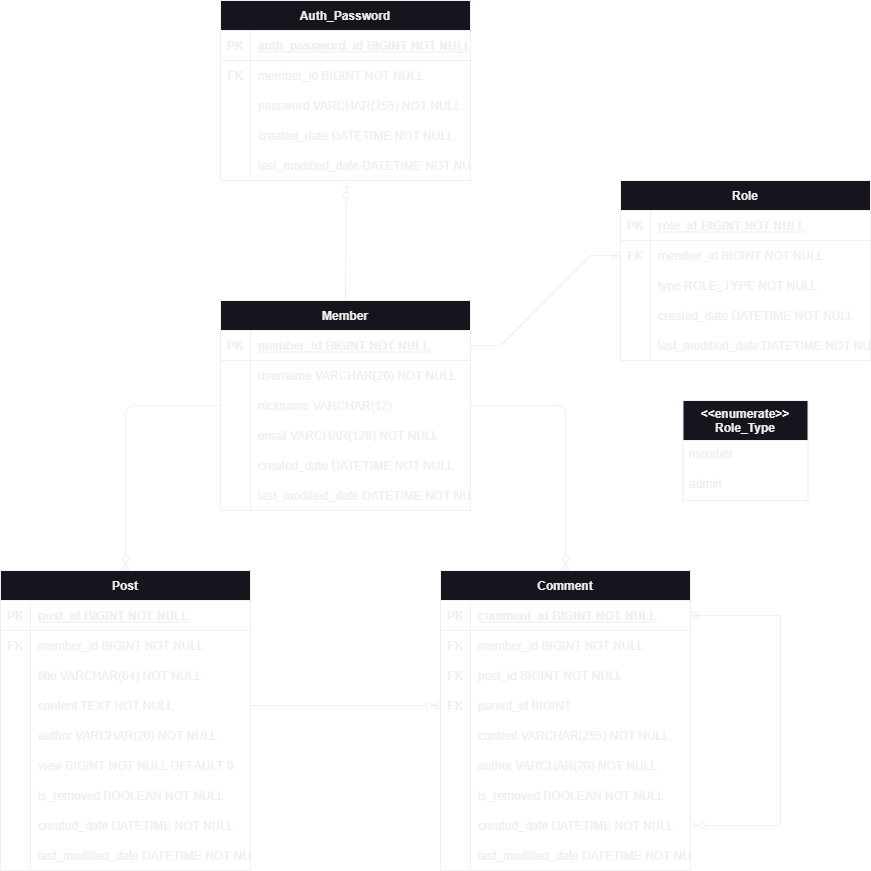 Auth_Password
PK auth_password_id BIGINT NOT NULL
FK member_id BIGINT NOT NULL
password VARCHAR(255) NOT NULL
created_date DATETIME NOT NULL
last_modified_date DATETIME NOT NU
Role
PK role_id BIGINT NOT NULL
FK member_id BIGINT NOT NULL
type ROLE_TYPE NOT NULL
created_date DATETIME NOT NULL
last_modified_date DATETIME NOT NU
Member
PK member_id BIGINT NOT NULL
username VARCHAR(20) NOT NULL
nickname VARCHAR(12)
email VARCHAR(128) NOT NULL
created_date DATETIME NOT NULL
last_modified_date DATETIME NOT NU
<<enumerate>>
Role_Type
member
admin
Post
PK post_id BIGINT NOT NULL
FK member_id BIGINT NOT NULL
title VARCHAR(64) NOT NULL
content TEXT NOT NULL
author VARCHAR(20) NOT NULL
view BIGINT NOT NULL DEFAULT 0
is_removed BOOLEAN NOT NULL
created_date DATETIME NOT NULL
last_modified_date DATETIME NOT NU
Comment
PK comment_id BIGINT NOT NULL
FK member_id BIGINT NOT NULL
FK post_id BIGINT NOT NULL
FK parent_id BIGINT
content VARCHAR(255) NOT NULL
author VARCHAR(20) NOT NULL
is_removed BOOLEAN NOT NULL
created_date DATETIME NOT NULL
last_modified_date DATETIME NOT NU